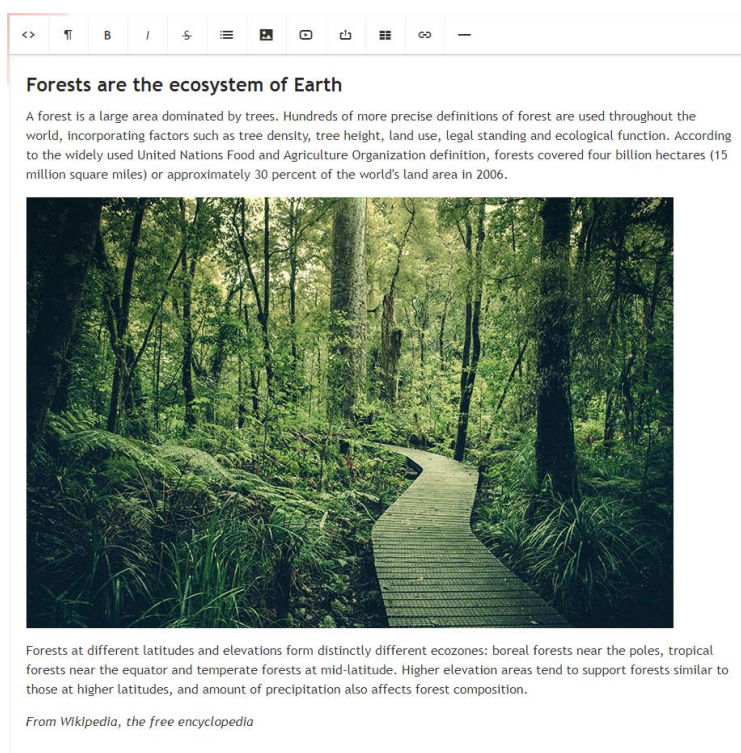 <> ¶ B I S
Forests are the ecosystem of Earth
A forest is a large area dominated by trees. Hundreds of more precise definitions of forest are used throughout the
world, incorporating factors such as tree density, tree height, land use, legal standing and ecological function. According
to the widely used United Nations Food and Agriculture Organization definition, forests covered four billion hectares (15
million square miles) or approximately 30 percent of the world's land area in 2006.
Forests at different latitudes and elevations form distinctly different ecozones: boreal forests near the poles, tropical
forests near the equator and temperate forests at mid-latitude. Higher elevation areas tend to support forests similar to
those at higher latitudes, and amount of precipitation also affects forest composition.
From Wikipedia, the free encyclopedia